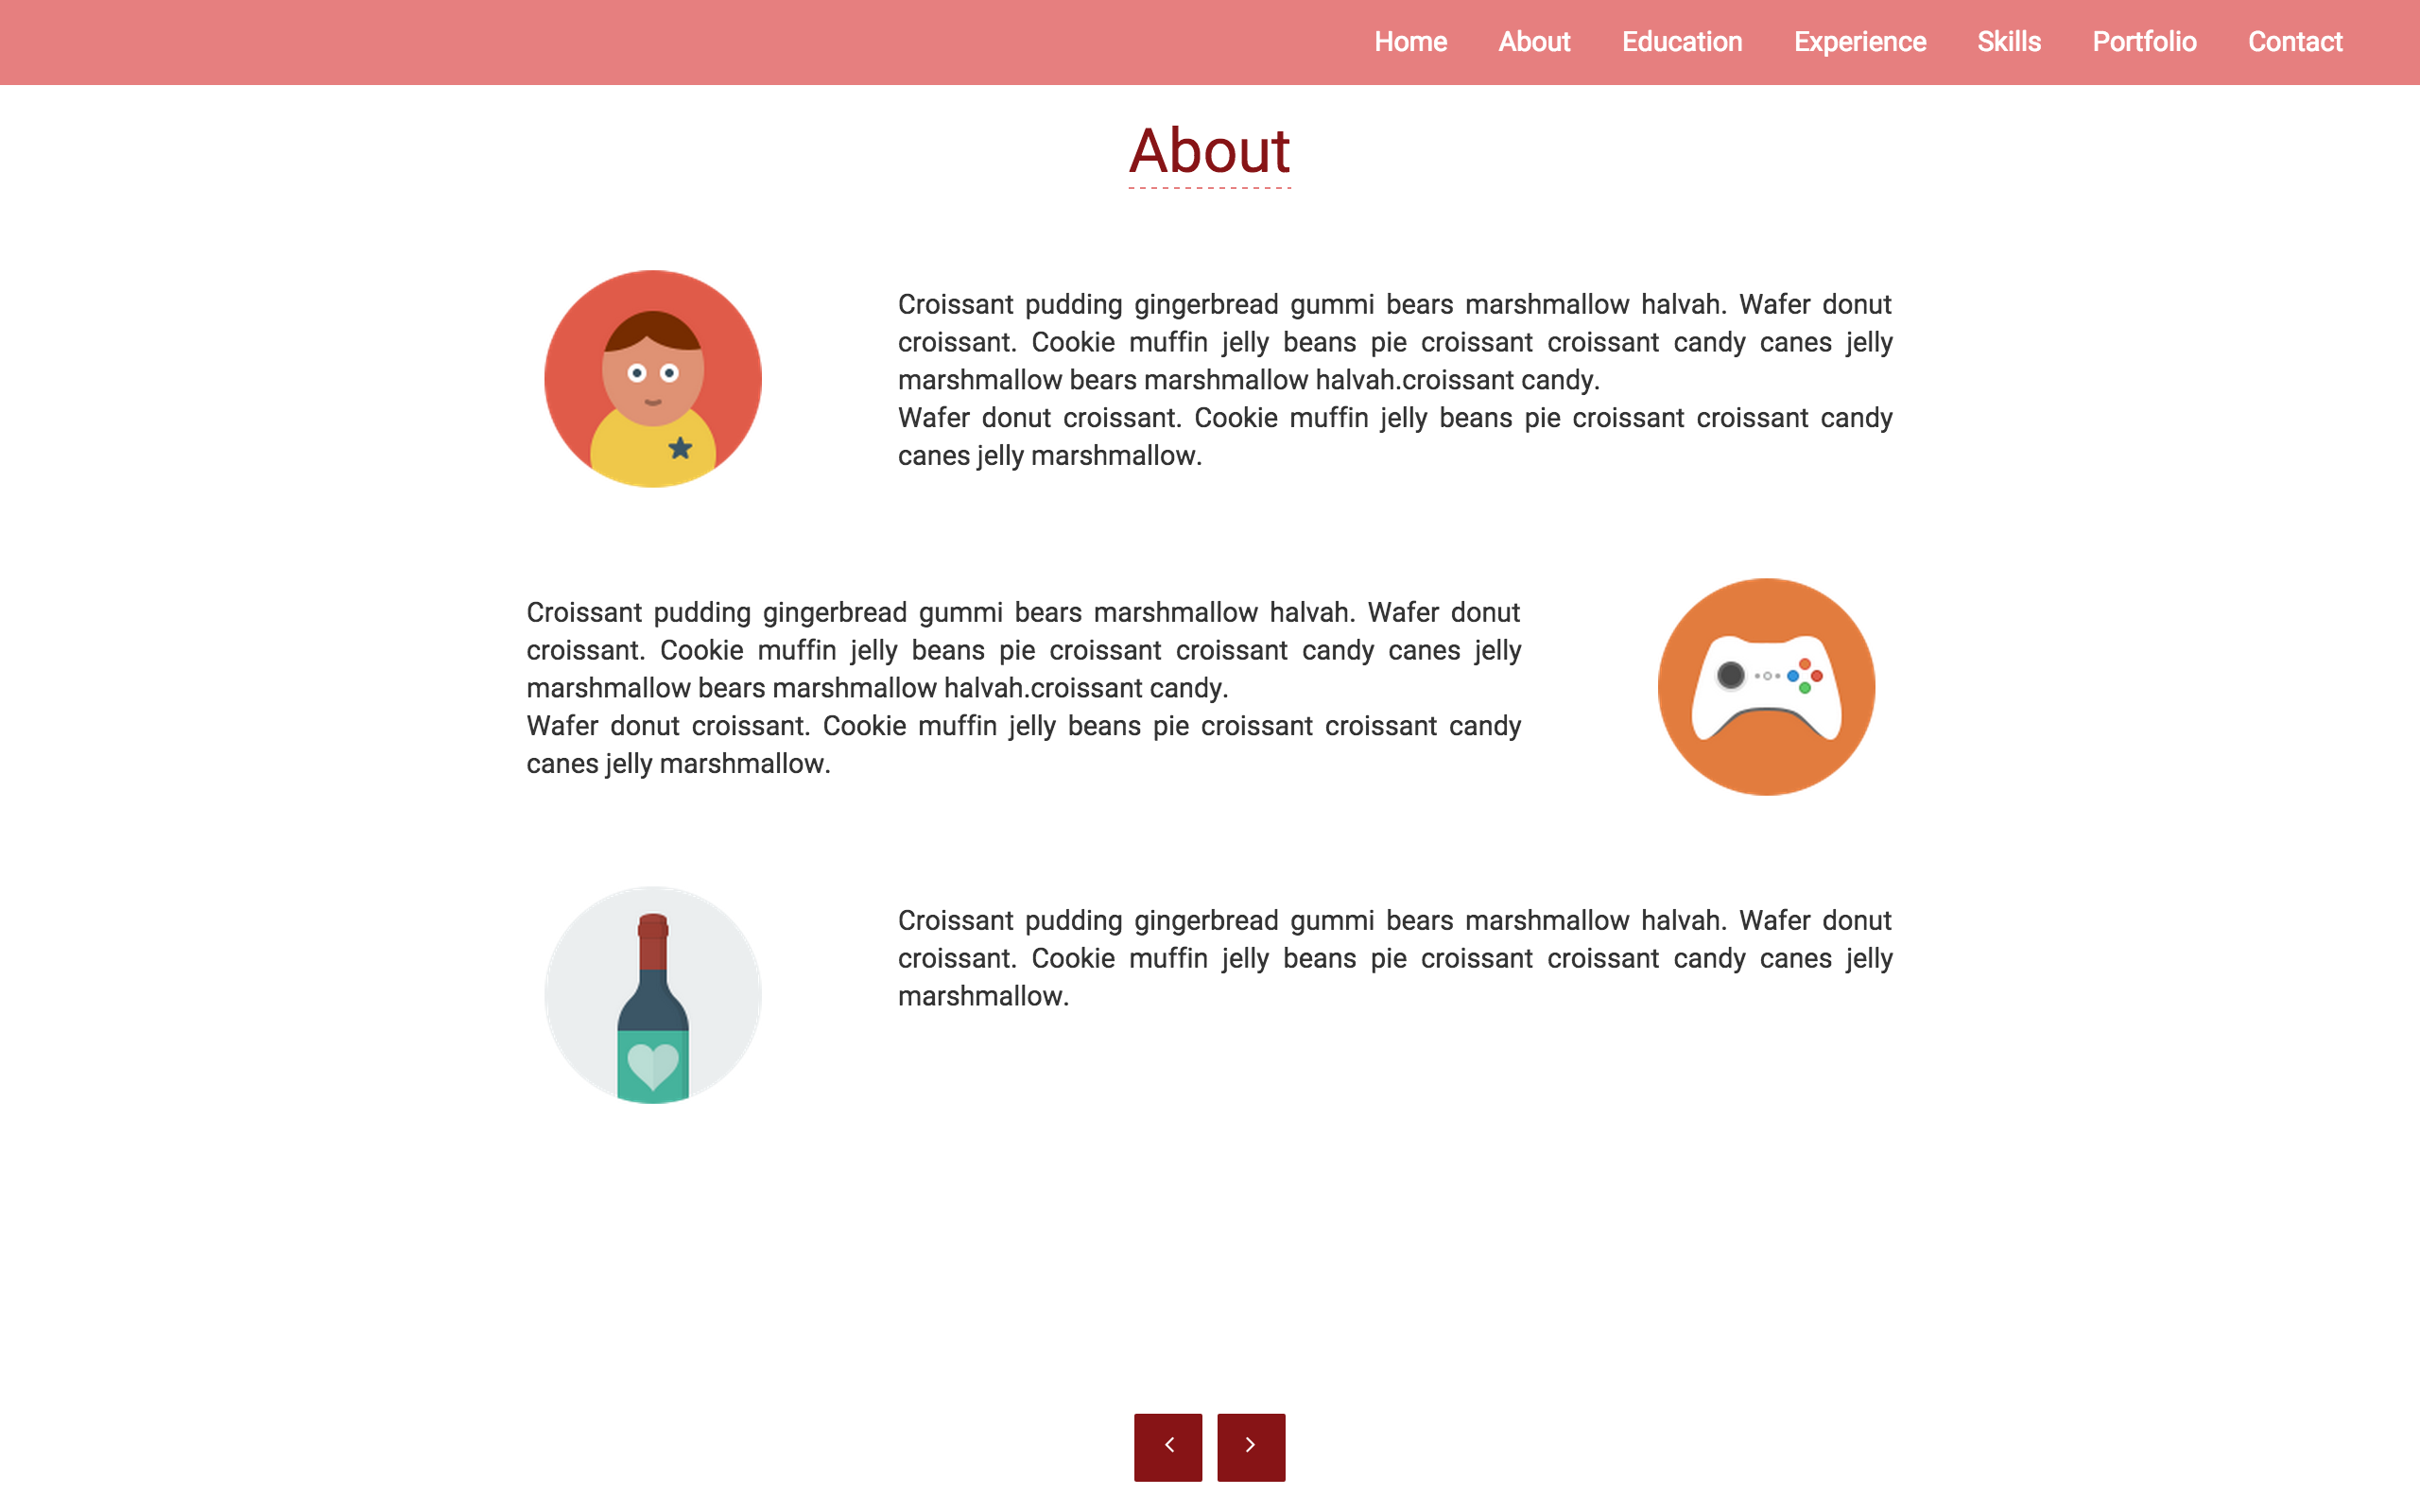 Home About Education Experience Skills Portfolio Contact
About
Croissant pudding gingerbread gummi bears marshmallow halvah. Wafer donut
croissant. Cookie muffin jelly beans pie croissant croissant candy canes jelly
marshmallow bears marshmallow halvah.croissant candy.
Wafer donut croissant. Cookie muffin jelly beans pie croissant croissant candy
canes jelly marshmallow.
Croissant pudding gingerbread gummi bears marshmallow halvah. Wafer donut
croissant. Cookie muffin jelly beans pie croissant croissant candy canes jelly
marshmallow bears marshmallow halvah.croissant candy.
Wafer donut croissant. Cookie muffin jelly beans pie croissant croissant candy
canes jelly marshmallow.
Croissant pudding gingerbread gummi bears marshmallow halvah. Wafer donut
croissant. Cookie muffin jelly beans pie croissant croissant candy canes jelly
marshmallow.